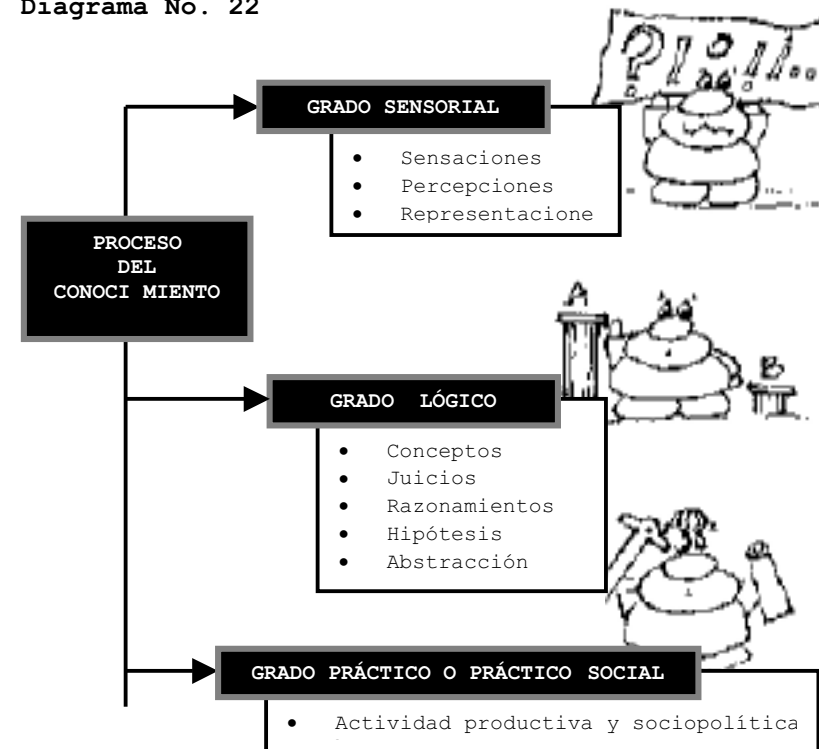 Diagrama No. 22
? ! ° ! !..
GRADO SENSORIAL
• Sensaciones
• Percepciones
• Representacione
PROCESO
DEL
CONOCI MIENTO
A
B
GRADO LÓGICO
• Conceptos
• Juicios
• Razonamientos
• Hipótesis
• Abstracción
GRADO PRÁCTICO O PRÁCTICO SOCIAL
• Actividad productiva y sociopolítica